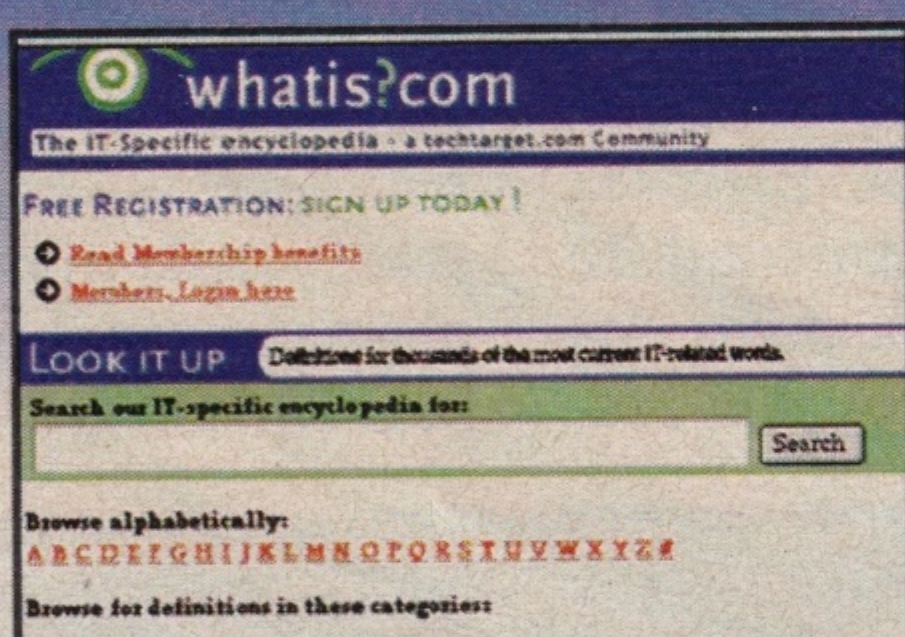 whatis?com
The IT-Specific encyclopedia - a techtarget.com Community
FREE REGISTRATION: SIGN UP TODAY !
Read Membership benefits
Members, Login here
LOOK IT UP
Definitions for thousands of the most current IT-related words.
Search our IT-specific encyclopedia for:
Search
Browse alphabetically:
A B C D E F G H I J K L M N O P Q R S T U V W X Y Z #
Browse for definitions in these categories: